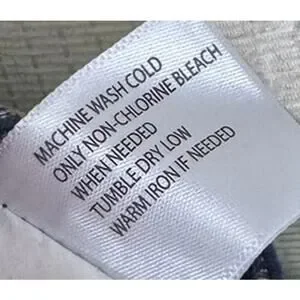 MACHINE WASH COLD
ONLY NON-CHLORINE BLEACH
WHEN NEEDED
TUMBLE DRY LOW
WARM IRON IF NEEDED